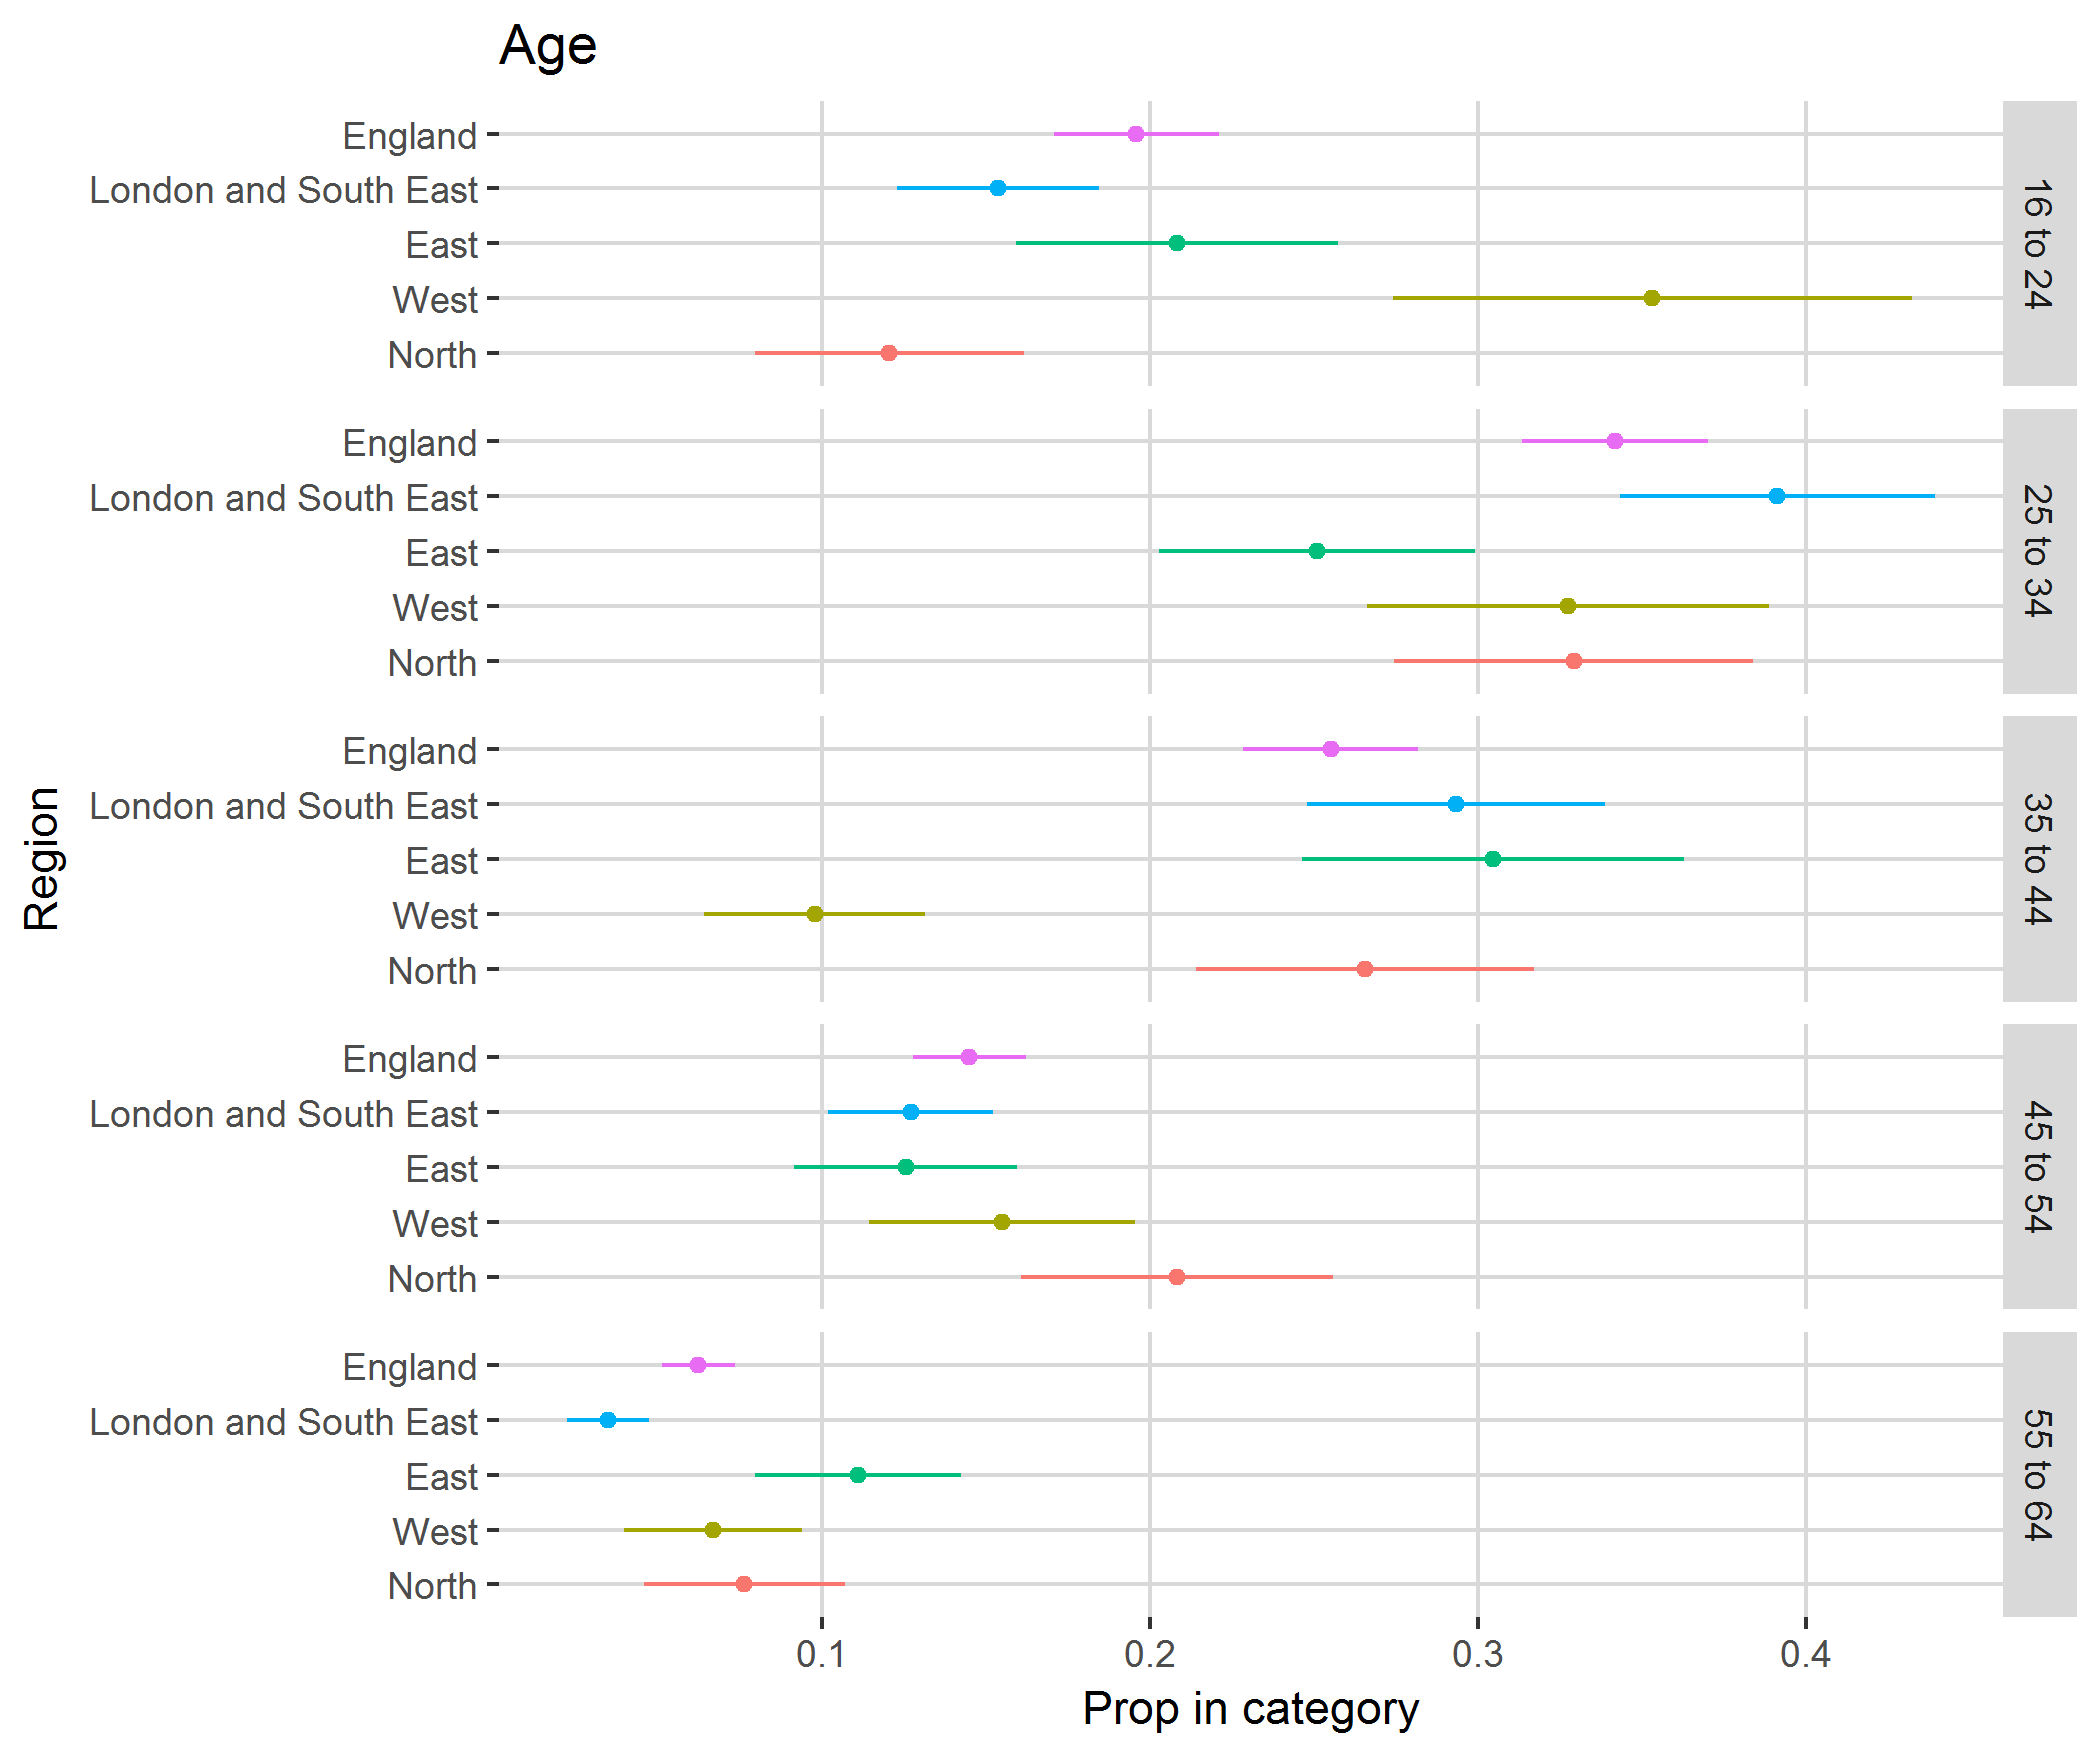 Age
England
London and South East
East
West
North
16 to 24
England
London and South East
East
West
North
25 to 34
England
London and South East
East
West
North
35 to 44
England
London and South East
East
West
North
45 to 54
England
London and South East
East
West
North
55 to 64
Region
0.1 0.2 0.3 0.4
Prop in category